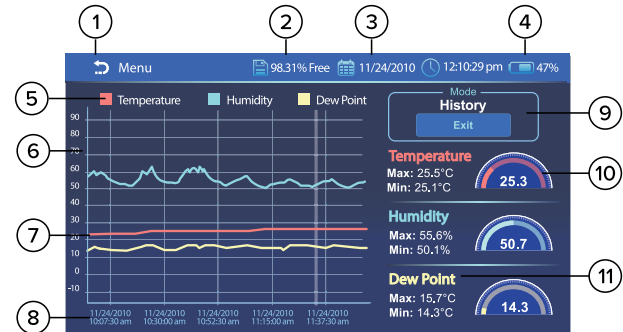 1 2 3 4
Menu 98.31% Free 11/24/2010 12:10:29 pm 47%
5 Temperature Humidity Dew Point
Mode
History
Exit
9
90
80
6 70
60
50
40
30
7 20
10
0
-10
Temperature
Max: 25.5°C
Min: 25.1°C
25.3
10
Humidity
Max: 55.6%
Min: 50.1%
50.7
Dew Point
11
Max: 15.7°C
Min: 14.3°C
14.3
8
11/24/2010 11/24/2010 11/24/2010 11/24/2010 11/24/2010
10:07:30 am 10:30:00 am 10:52:30 am 11:15:00 am 11:37:30 am